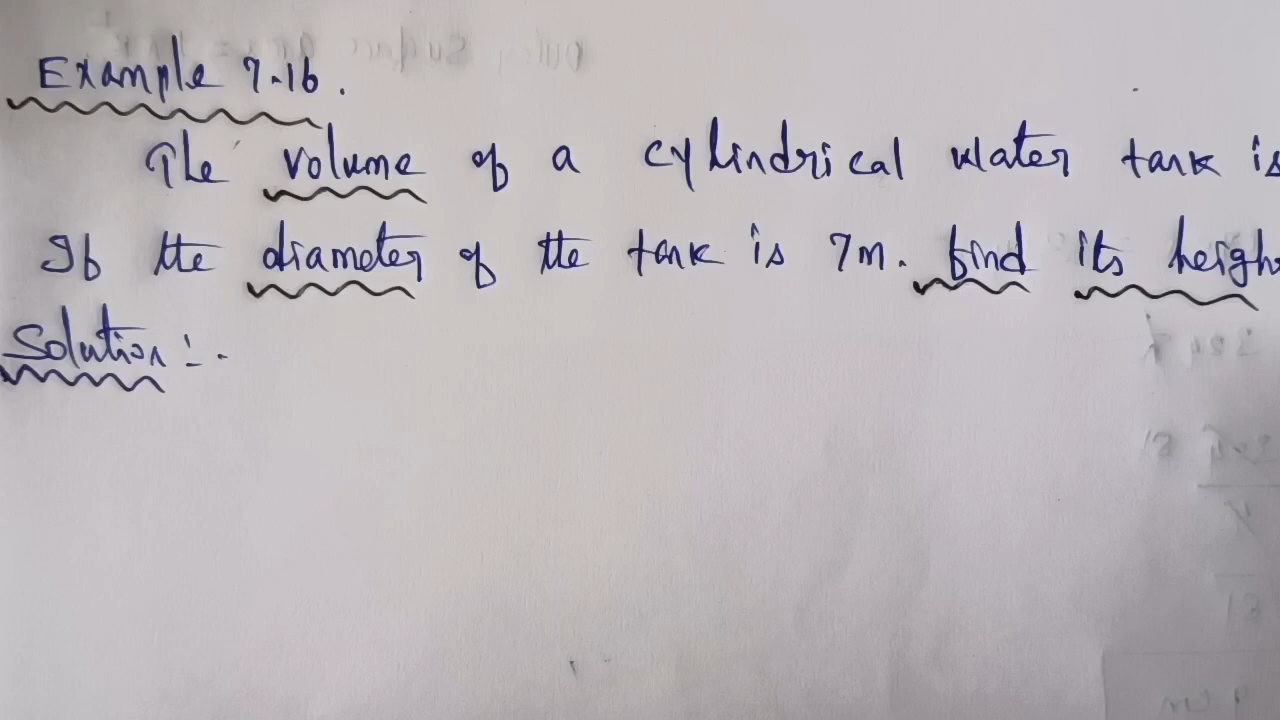 Example 7.16.
The volume of a cylindrical water tank is
If the diameter of the tank is 7m. find its heigh
Solution:-.